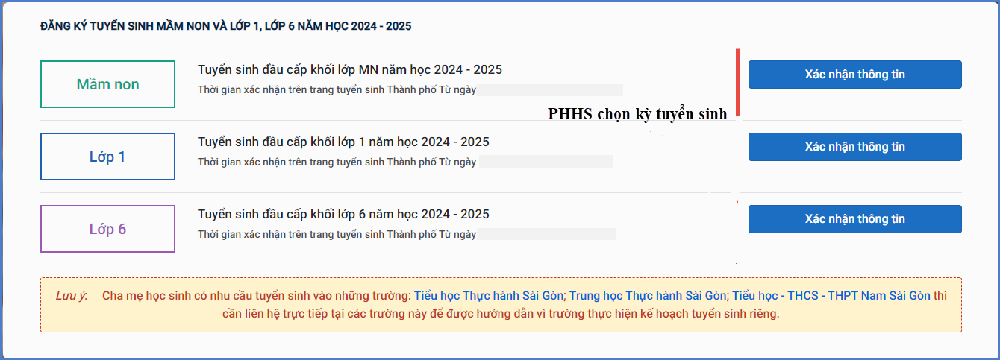 ĐĂNG KÝ TUYỂN SINH MẦM NON VÀ LỚP 1, LỚP 6 NĂM HỌC 2024 - 2025
Mầm non
Tuyển sinh đầu cấp khối lớp MN năm học 2024 - 2025
Thời gian xác nhận trên trang tuyển sinh Thành phố Từ ngày
Xác nhận thông tin
PHHS chọn kỳ tuyển sinh
Lớp 1
Tuyển sinh đầu cấp khối lớp 1 năm học 2024 - 2025
Thời gian xác nhận trên trang tuyển sinh Thành phố Từ ngày
Xác nhận thông tin
Lớp 6
Tuyển sinh đầu cấp khối lớp 6 năm học 2024 - 2025
Thời gian xác nhận trên trang tuyển sinh Thành phố Từ ngày
Xác nhận thông tin
Lưu ý: Cha mẹ học sinh có nhu cầu tuyển sinh vào những trường: Tiểu học Thực hành Sài Gòn; Trung học Thực hành Sài Gòn; Tiểu học - THCS - THPT Nam Sài Gòn thì
cần liên hệ trực tiếp tại các trường này để được hướng dẫn vì trường thực hiện kế hoạch tuyển sinh riêng.